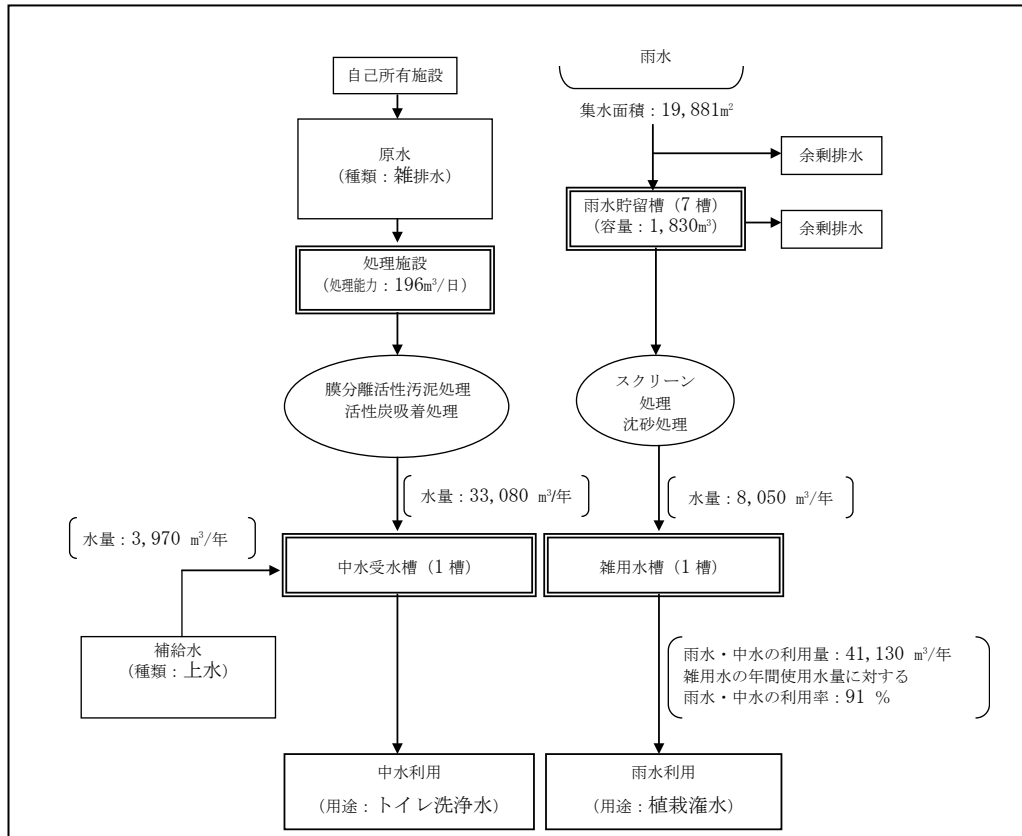 自己所有施設
原水
(種類：雑排水)
処理施設
(処理能力：196m³/日)
膜分離活性汚泥処理
活性炭吸着処理
水量：33,080 m³/年
水量：3,970 m³/年
中水受水槽（1 槽）
補給水
(種類：上水)
中水利用
(用途：トイレ洗浄水)
雨水
集水面積：19,881m²
余剰排水
雨水貯留槽（7 槽）
(容量：1,830m³)
余剰排水
スクリーン
処理
沈砂処理
水量：8,050 m³/年
雑用水槽（1 槽）
雨水・中水の利用量：41,130 m³/年
雑用水の年間使用水量に対する
雨水・中水の利用率：91 %
雨水利用
(用途：植栽潅水)